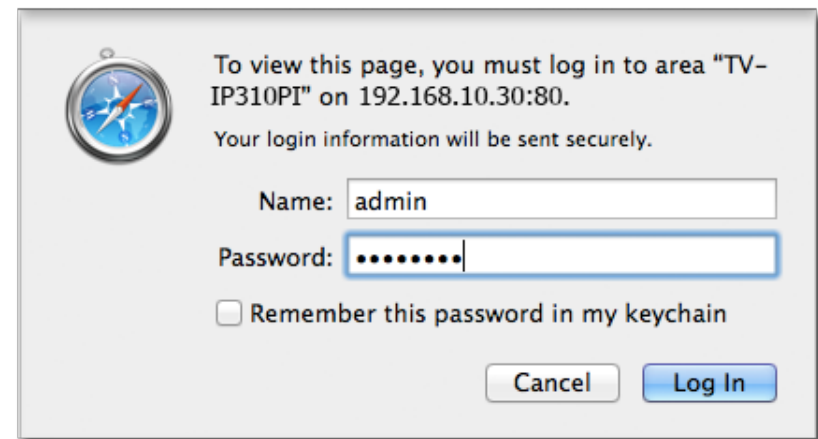 To view this page, you must log in to area “TV-
IP310PI” on 192.168.10.30:80.
Your login information will be sent securely.
Name: admin
Password: ••••••••
Remember this password in my keychain
Cancel Log In